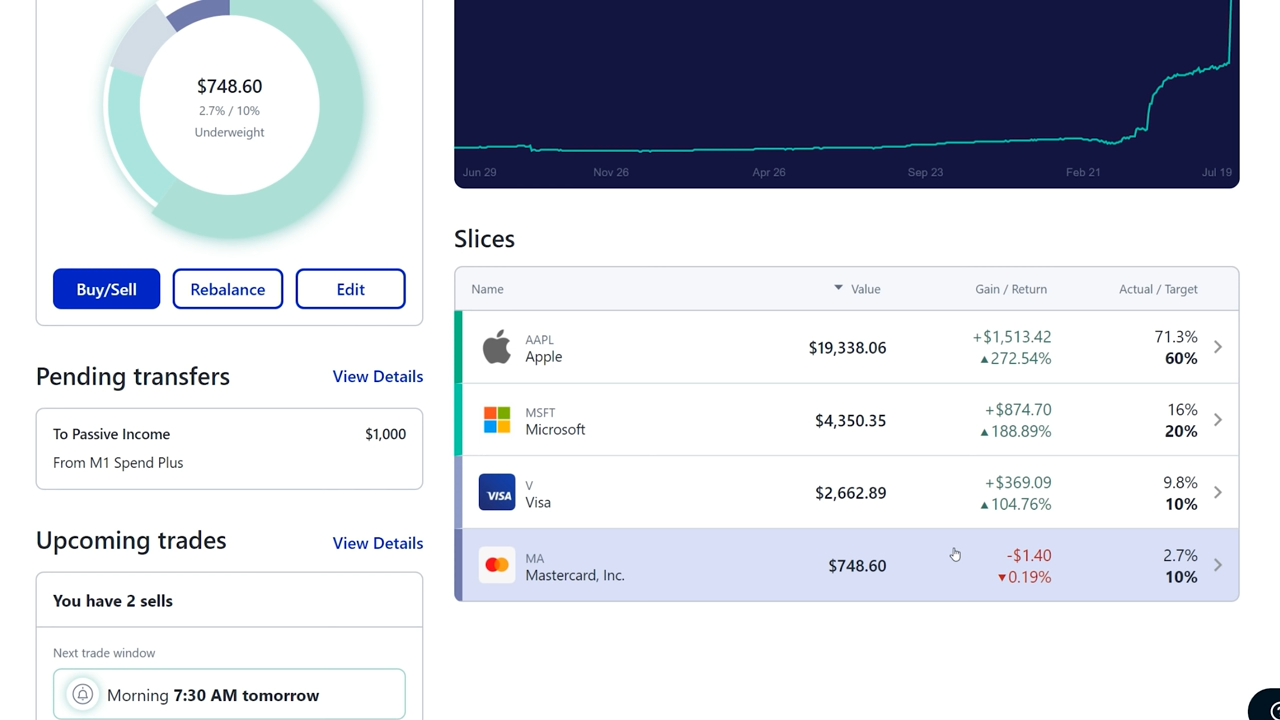 $748.60
2.7% / 10%
Underweight
Buy/Sell
Rebalance
Edit
Pending transfers
View Details
To Passive Income
$1,000
From M1 Spend Plus
Upcoming trades
View Details
You have 2 sells
Next trade window
Morning 7:30 AM tomorrow
Jun 29
Nov 26
Apr 26
Sep 23
Feb 21
Jul 19
Slices
Name
Value
Gain / Return
Actual / Target
AAPL
Apple
$19,338.06
+$1,513.42
▲272.54%
71.3%
60%
MSFT
Microsoft
$4,350.35
+$874.70
▲188.89%
16%
20%
VISA
V
Visa
$2,662.89
+$369.09
▲104.76%
9.8%
10%
MA
Mastercard, Inc.
$748.60
-$1.40
▼0.19%
2.7%
10%